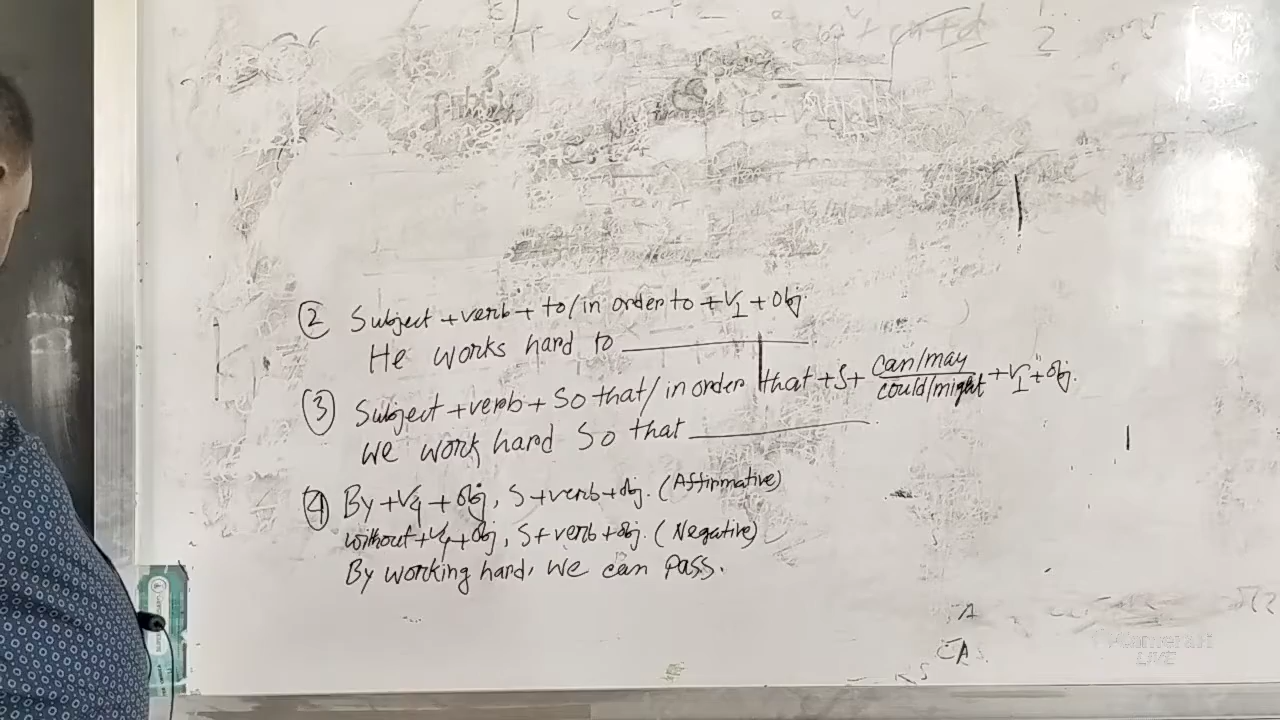 ② Subject + verb + to/in order to + V1 + Obj.
He works hard to ________
③ Subject + verb + So that/in order that + S + can/may could/might + V1 + Obj.
We work hard So that ________.
④ By + V4 + Obj, S + verb + obj. (Affirmative)
without + V4 + Obj, S + verb + obj. (Negative)
By working hard, we can pass.